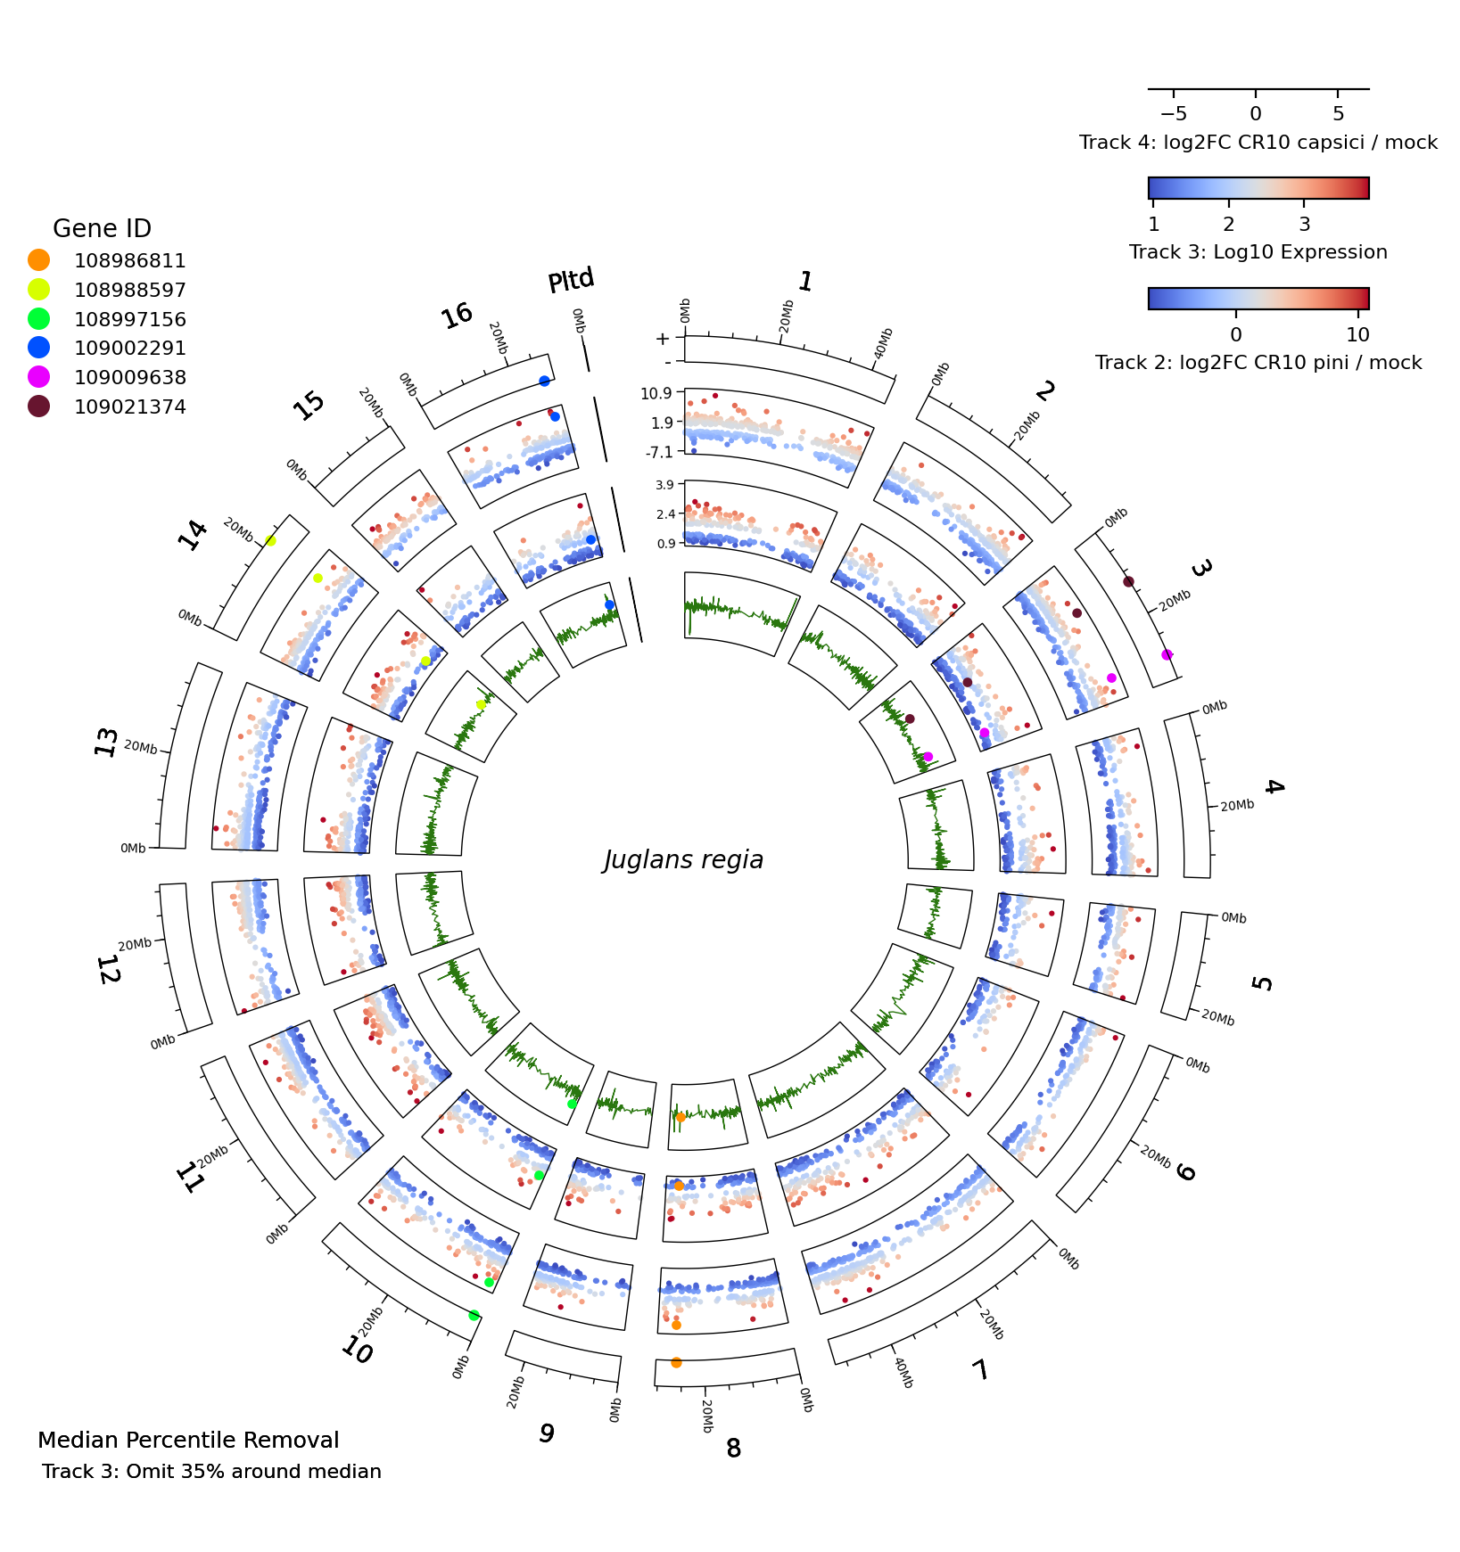 −5 0 5
Track 4: log2FC CR10 capsici / mock
1 2 3
Track 3: Log10 Expression
0 10
Track 2: log2FC CR10 pini / mock
Gene ID
108986811
108988597
108997156
109002291
109009638
109021374
Pltd
0Mb
1
0Mb
20Mb
40Mb
+
-
10.9
1.9
-7.1
3.9
2.4
0.9
2
0Mb
20Mb
3
0Mb
20Mb
4
0Mb
20Mb
5
0Mb
20Mb
6
0Mb
20Mb
7
0Mb
20Mb
40Mb
8
0Mb
20Mb
9
0Mb
20Mb
10
0Mb
20Mb
11
0Mb
20Mb
12
0Mb
20Mb
13
0Mb
20Mb
14
0Mb
20Mb
15
0Mb
20Mb
16
0Mb
20Mb
Juglans regia
Median Percentile Removal
Track 3: Omit 35% around median